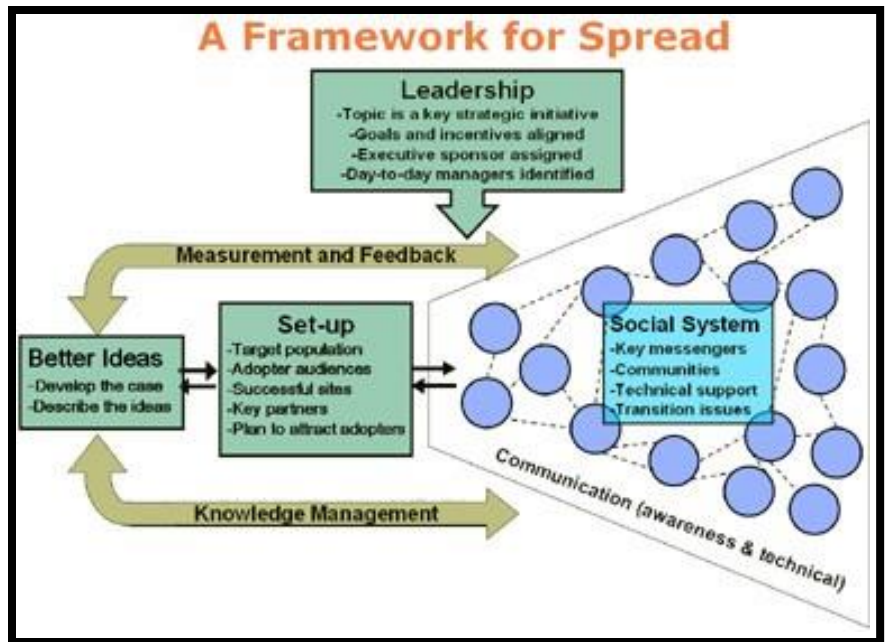 A Framework for Spread
Leadership
-Topic is a key strategic initiative
-Goals and incentives aligned
-Executive sponsor assigned
-Day-to-day managers identified
Measurement and Feedback
Better Ideas
-Develop the case
-Describe the ideas
Set-up
-Target population
-Adopter audiences
-Successful sites
-Key partners
-Plan to attract adopters
Social System
-Key messengers
-Communities
-Technical support
-Transition issues
Knowledge Management
Communication (awareness & technical)